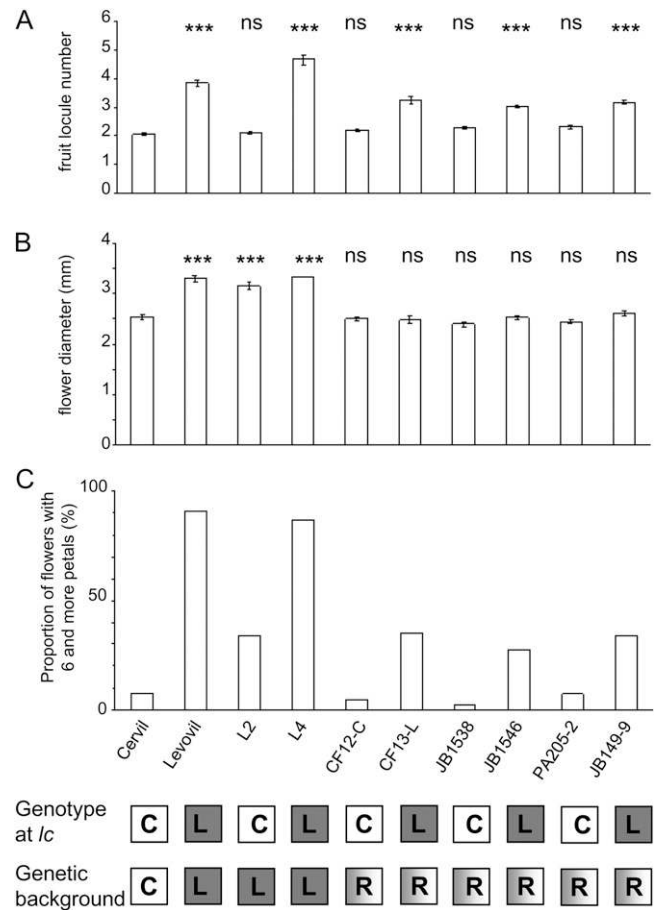 A
*** ns *** ns *** ns *** ns ***
fruit locule number
6
5
4
3
2
1
0
B
*** *** *** ns ns ns ns ns ns
flower diameter (mm)
4
3
2
1
0
C
Proportion of flowers with
6 and more petals (%)
100
50
0
Cervil Levovil L2 L4 CF12-C CF13-L JB1538 JB1546 PA205-2 JB149-9
Genotype
at lc
C L C L C L C L C L
Genetic
background
C L L L R R R R R R